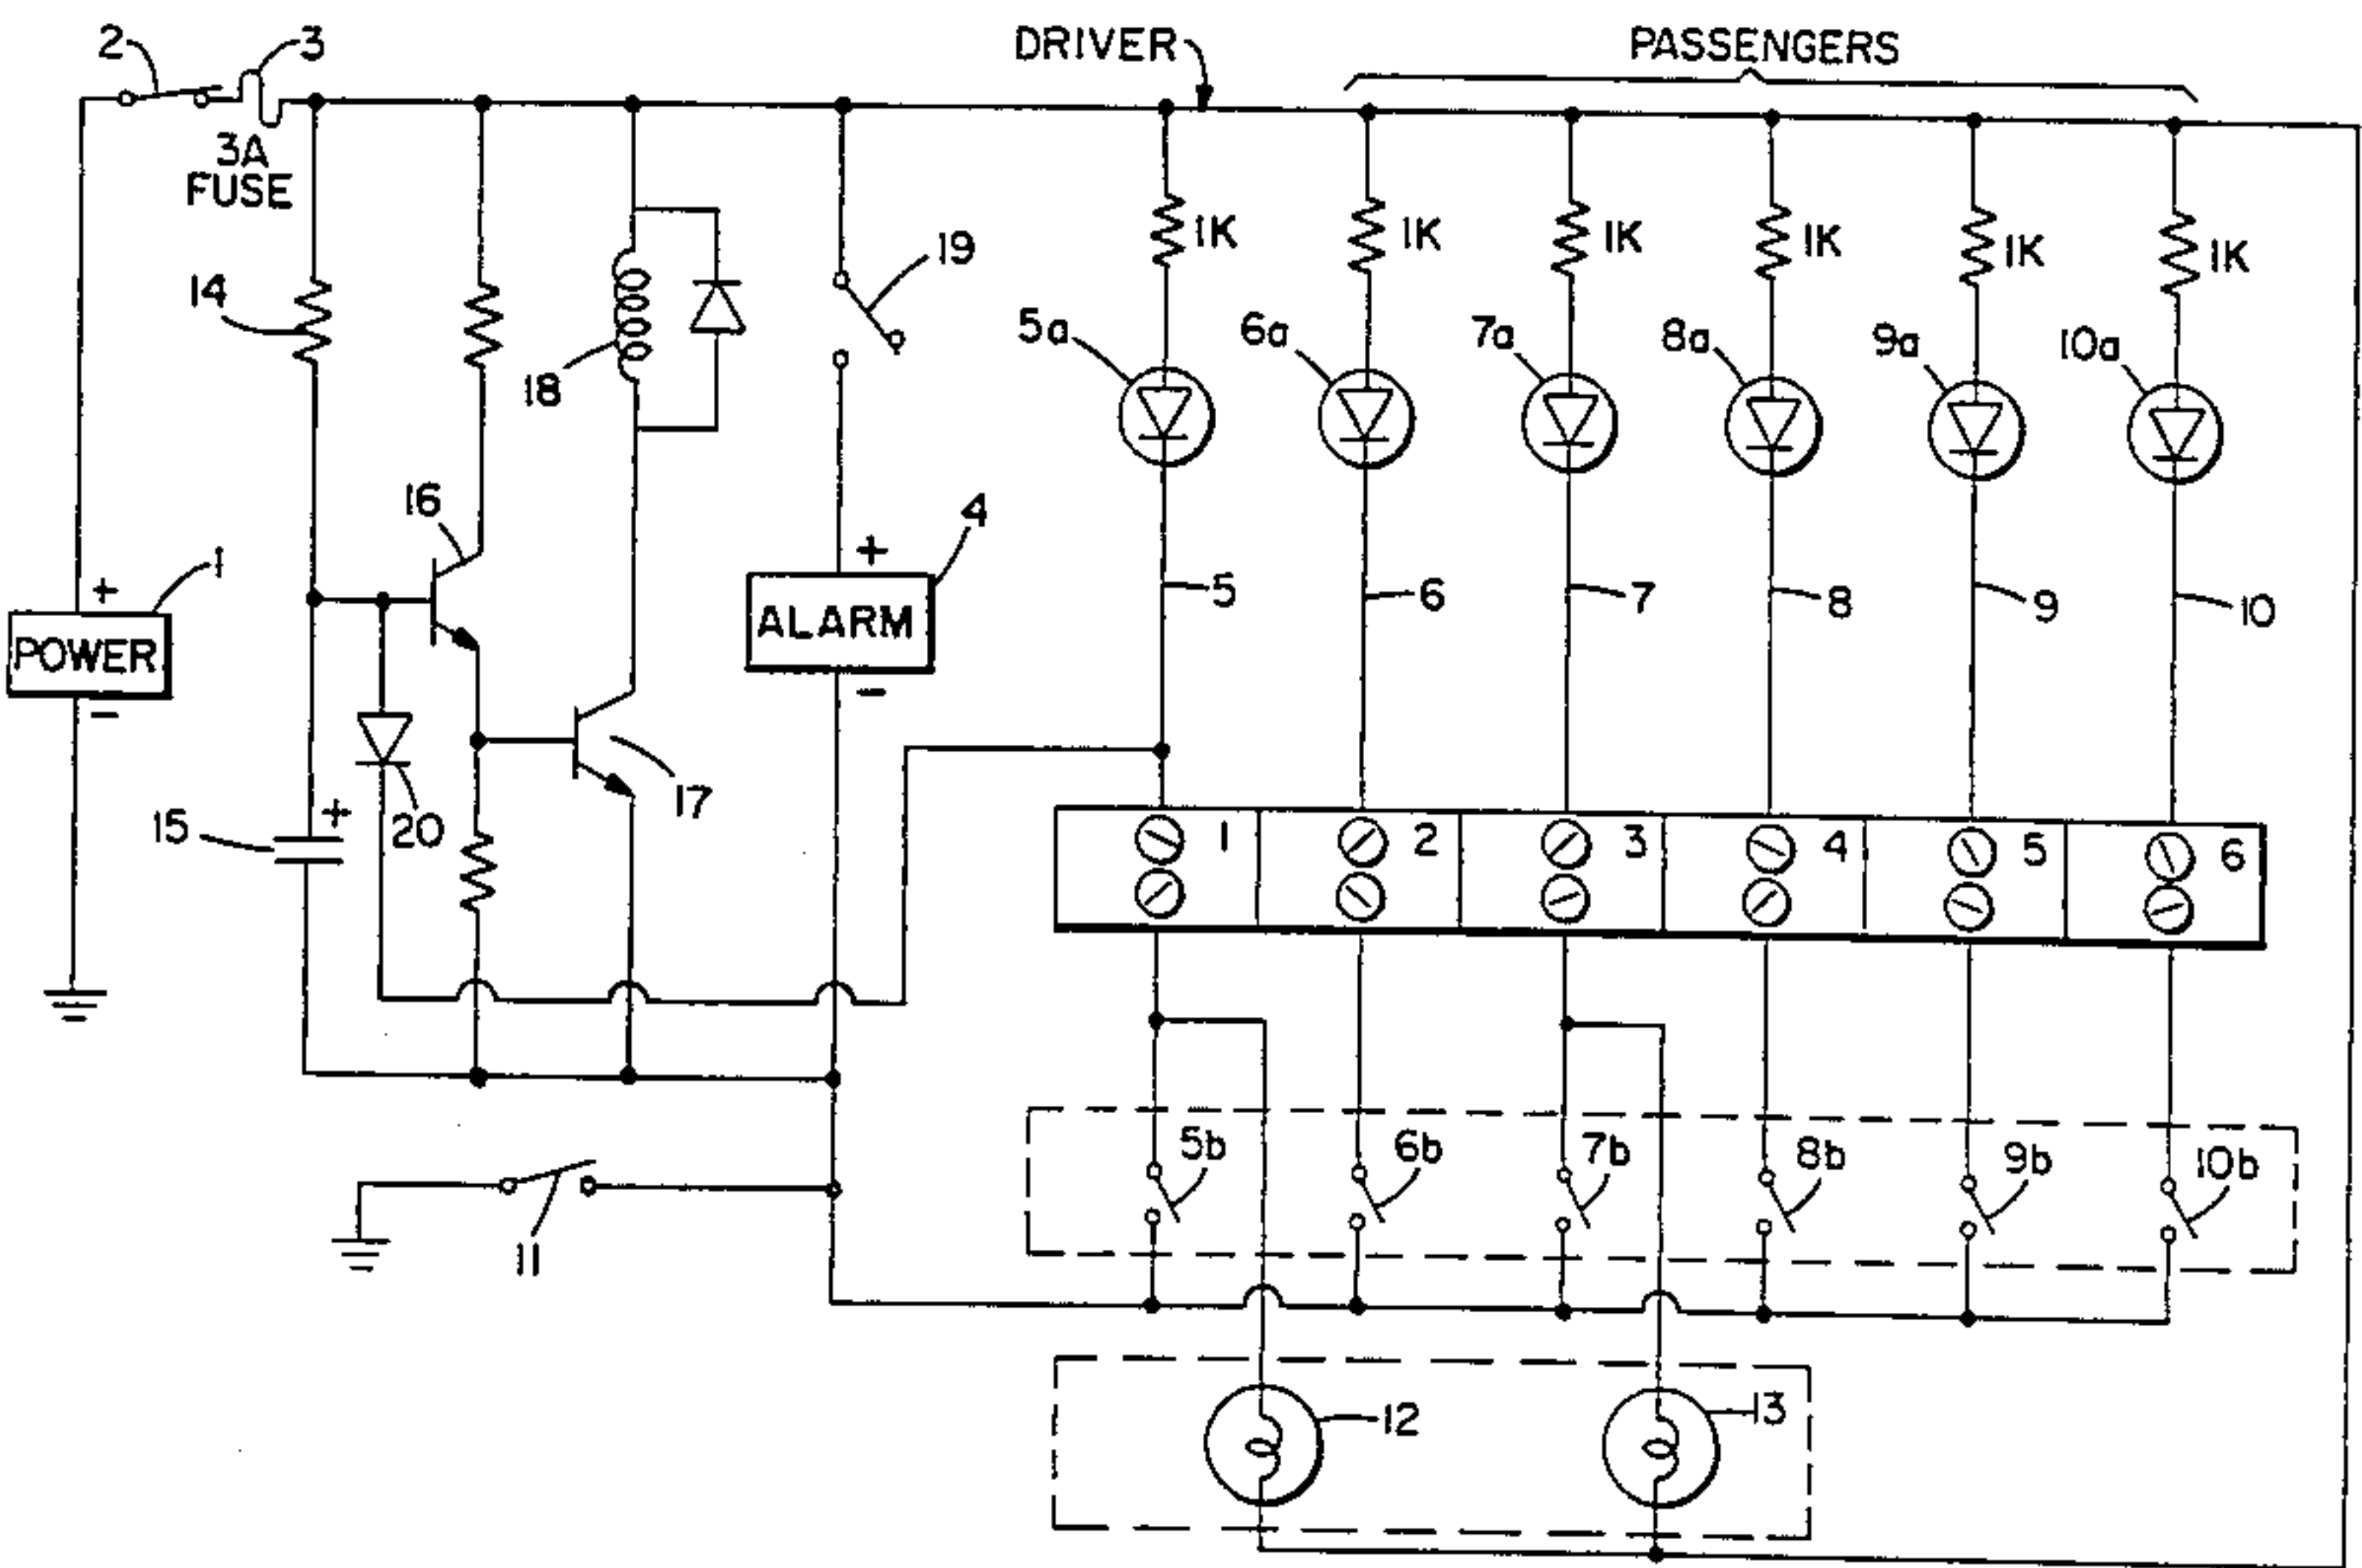 2
3
DRIVER
PASSENGERS
3A
FUSE
14
18
19
1K
1K
1K
1K
1K
1K
5a
6a
7a
8a
9a
10a
16
4
1
+
POWER
−
+
ALARM
−
5
6
7
8
9
10
17
15
+
20
1
2
3
4
5
6
5b
6b
7b
8b
9b
10b
11
12
13